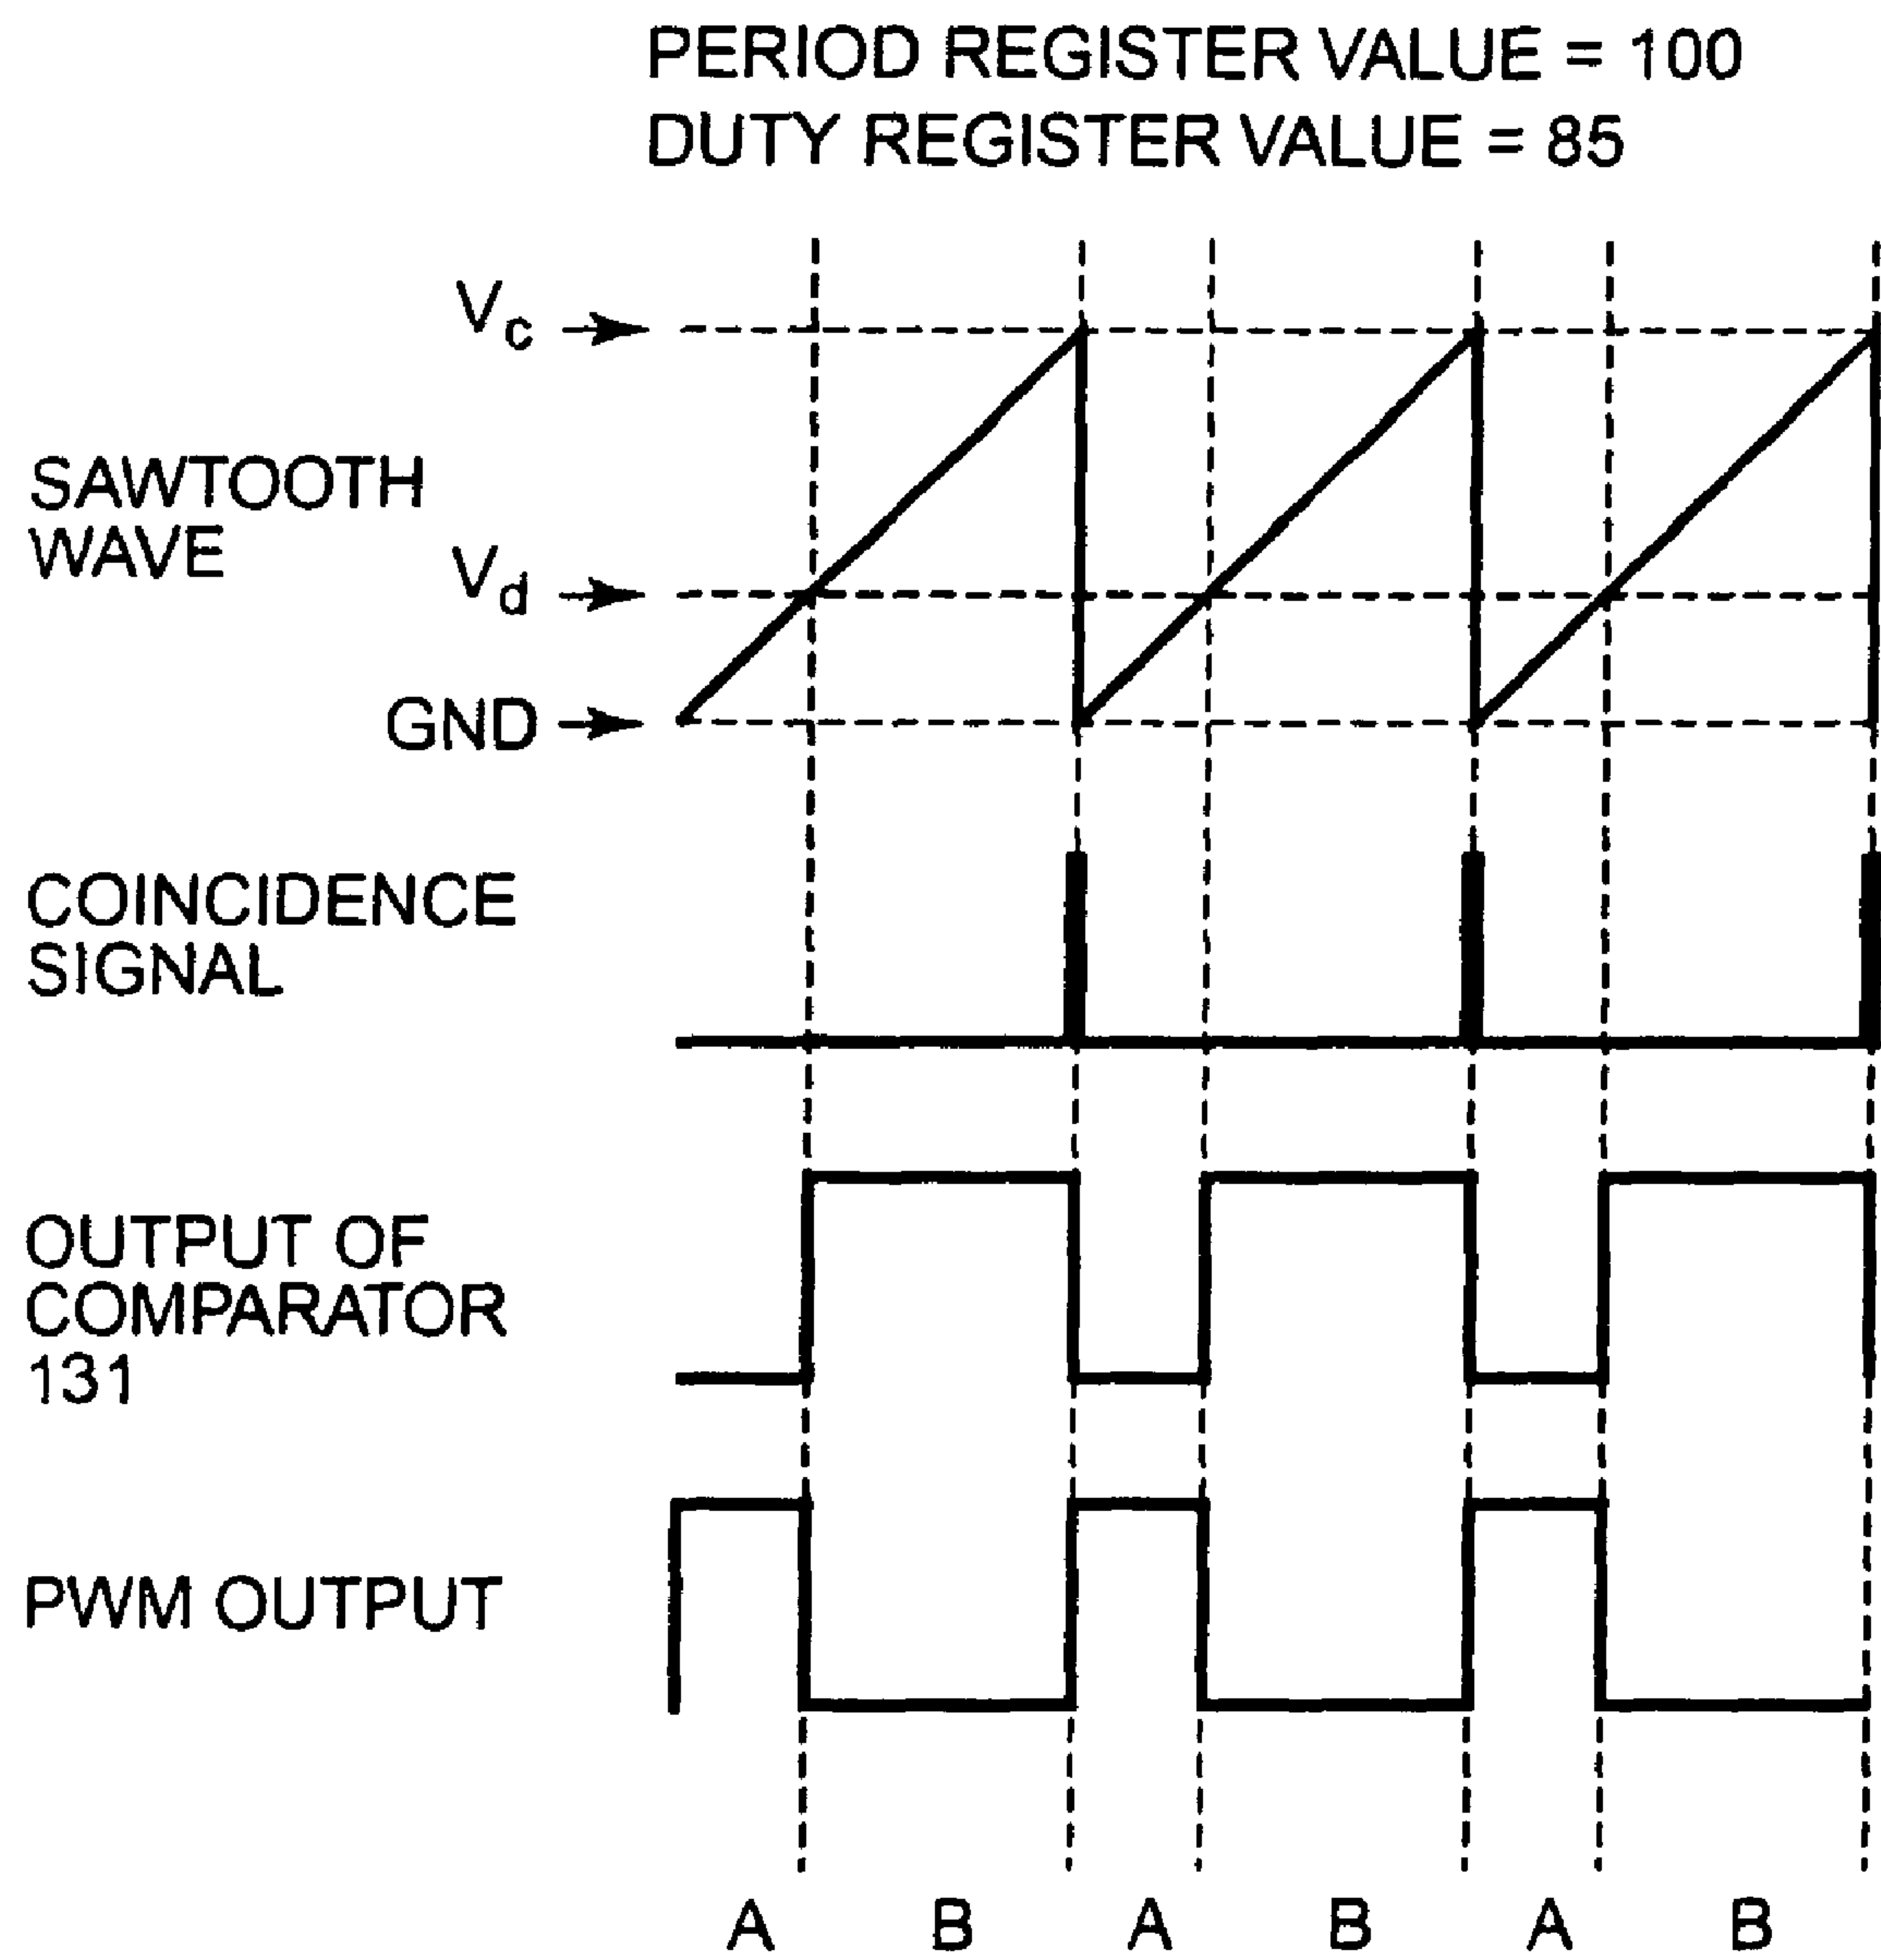 PERIOD REGISTER VALUE = 100
DUTY REGISTER VALUE = 85
Vc
SAWTOOTH
WAVE
Vd
GND
COINCIDENCE
SIGNAL
OUTPUT OF
COMPARATOR
131
PWM OUTPUT
A B A B A B